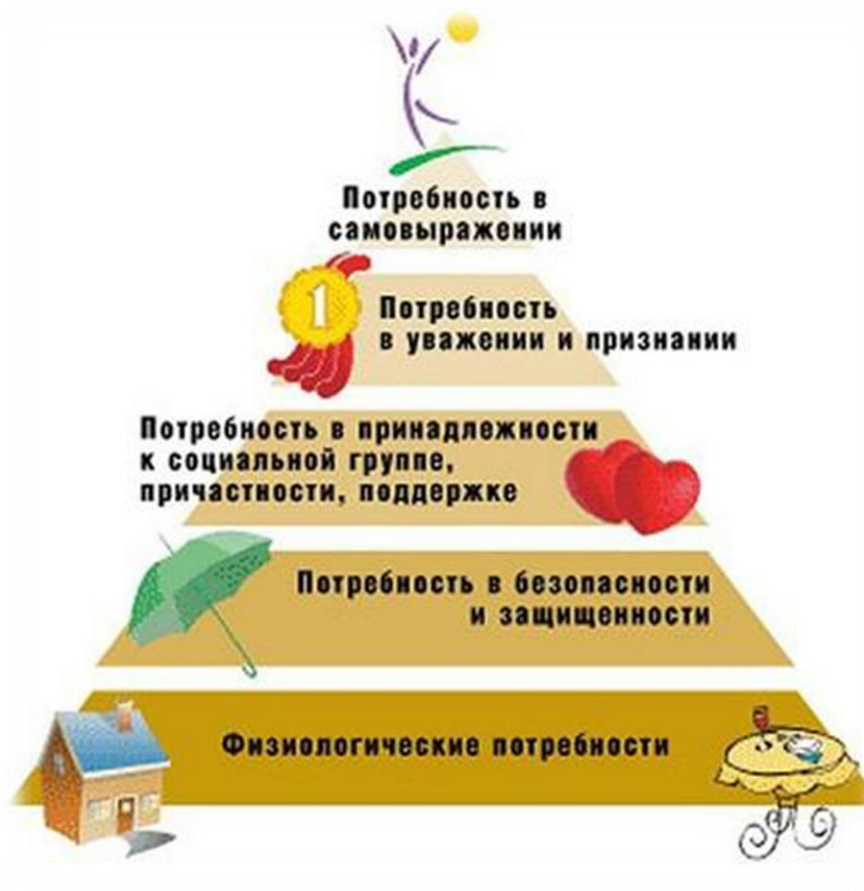 Потребность в
самовыражении
1
Потребность
в уважении и признании
Потребность в принадлежности
к социальной группе,
причастности, поддержке
Потребность в безопасности
и защищенности
Физиологические потребности